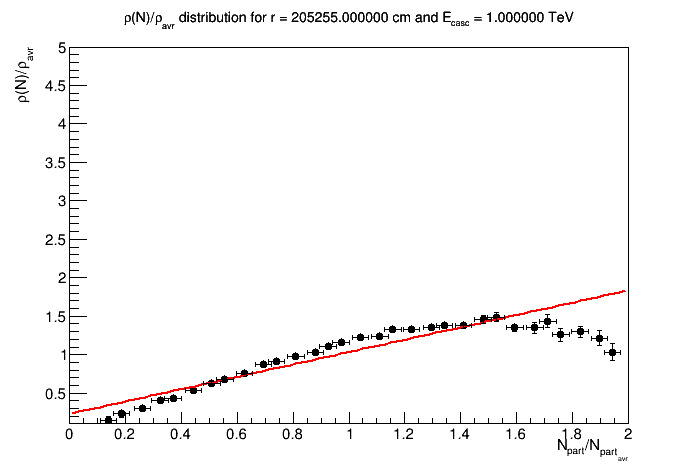 ρ(N)/ρavr distribution for r = 205255.000000 cm and Ecasc = 1.000000 TeV
ρ(N)/ρavr
5
4.5
4
3.5
3
2.5
2
1.5
1
0.5
0 0.2 0.4 0.6 0.8 1 1.2 1.4 1.6 1.8 2
Npart/Npartavr